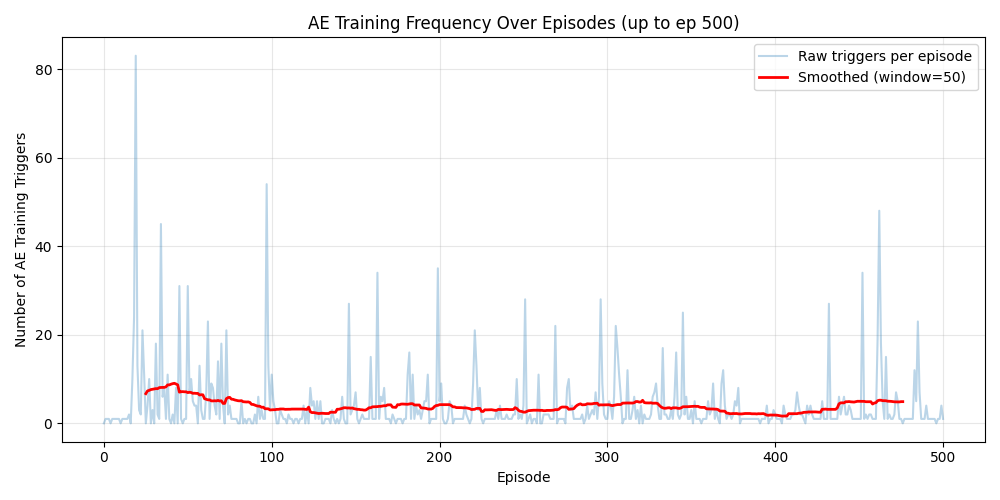 AE Training Frequency Over Episodes (up to ep 500)
Raw triggers per episode
Smoothed (window=50)
Number of AE Training Triggers
80
60
40
20
0
0 100 200 300 400 500
Episode